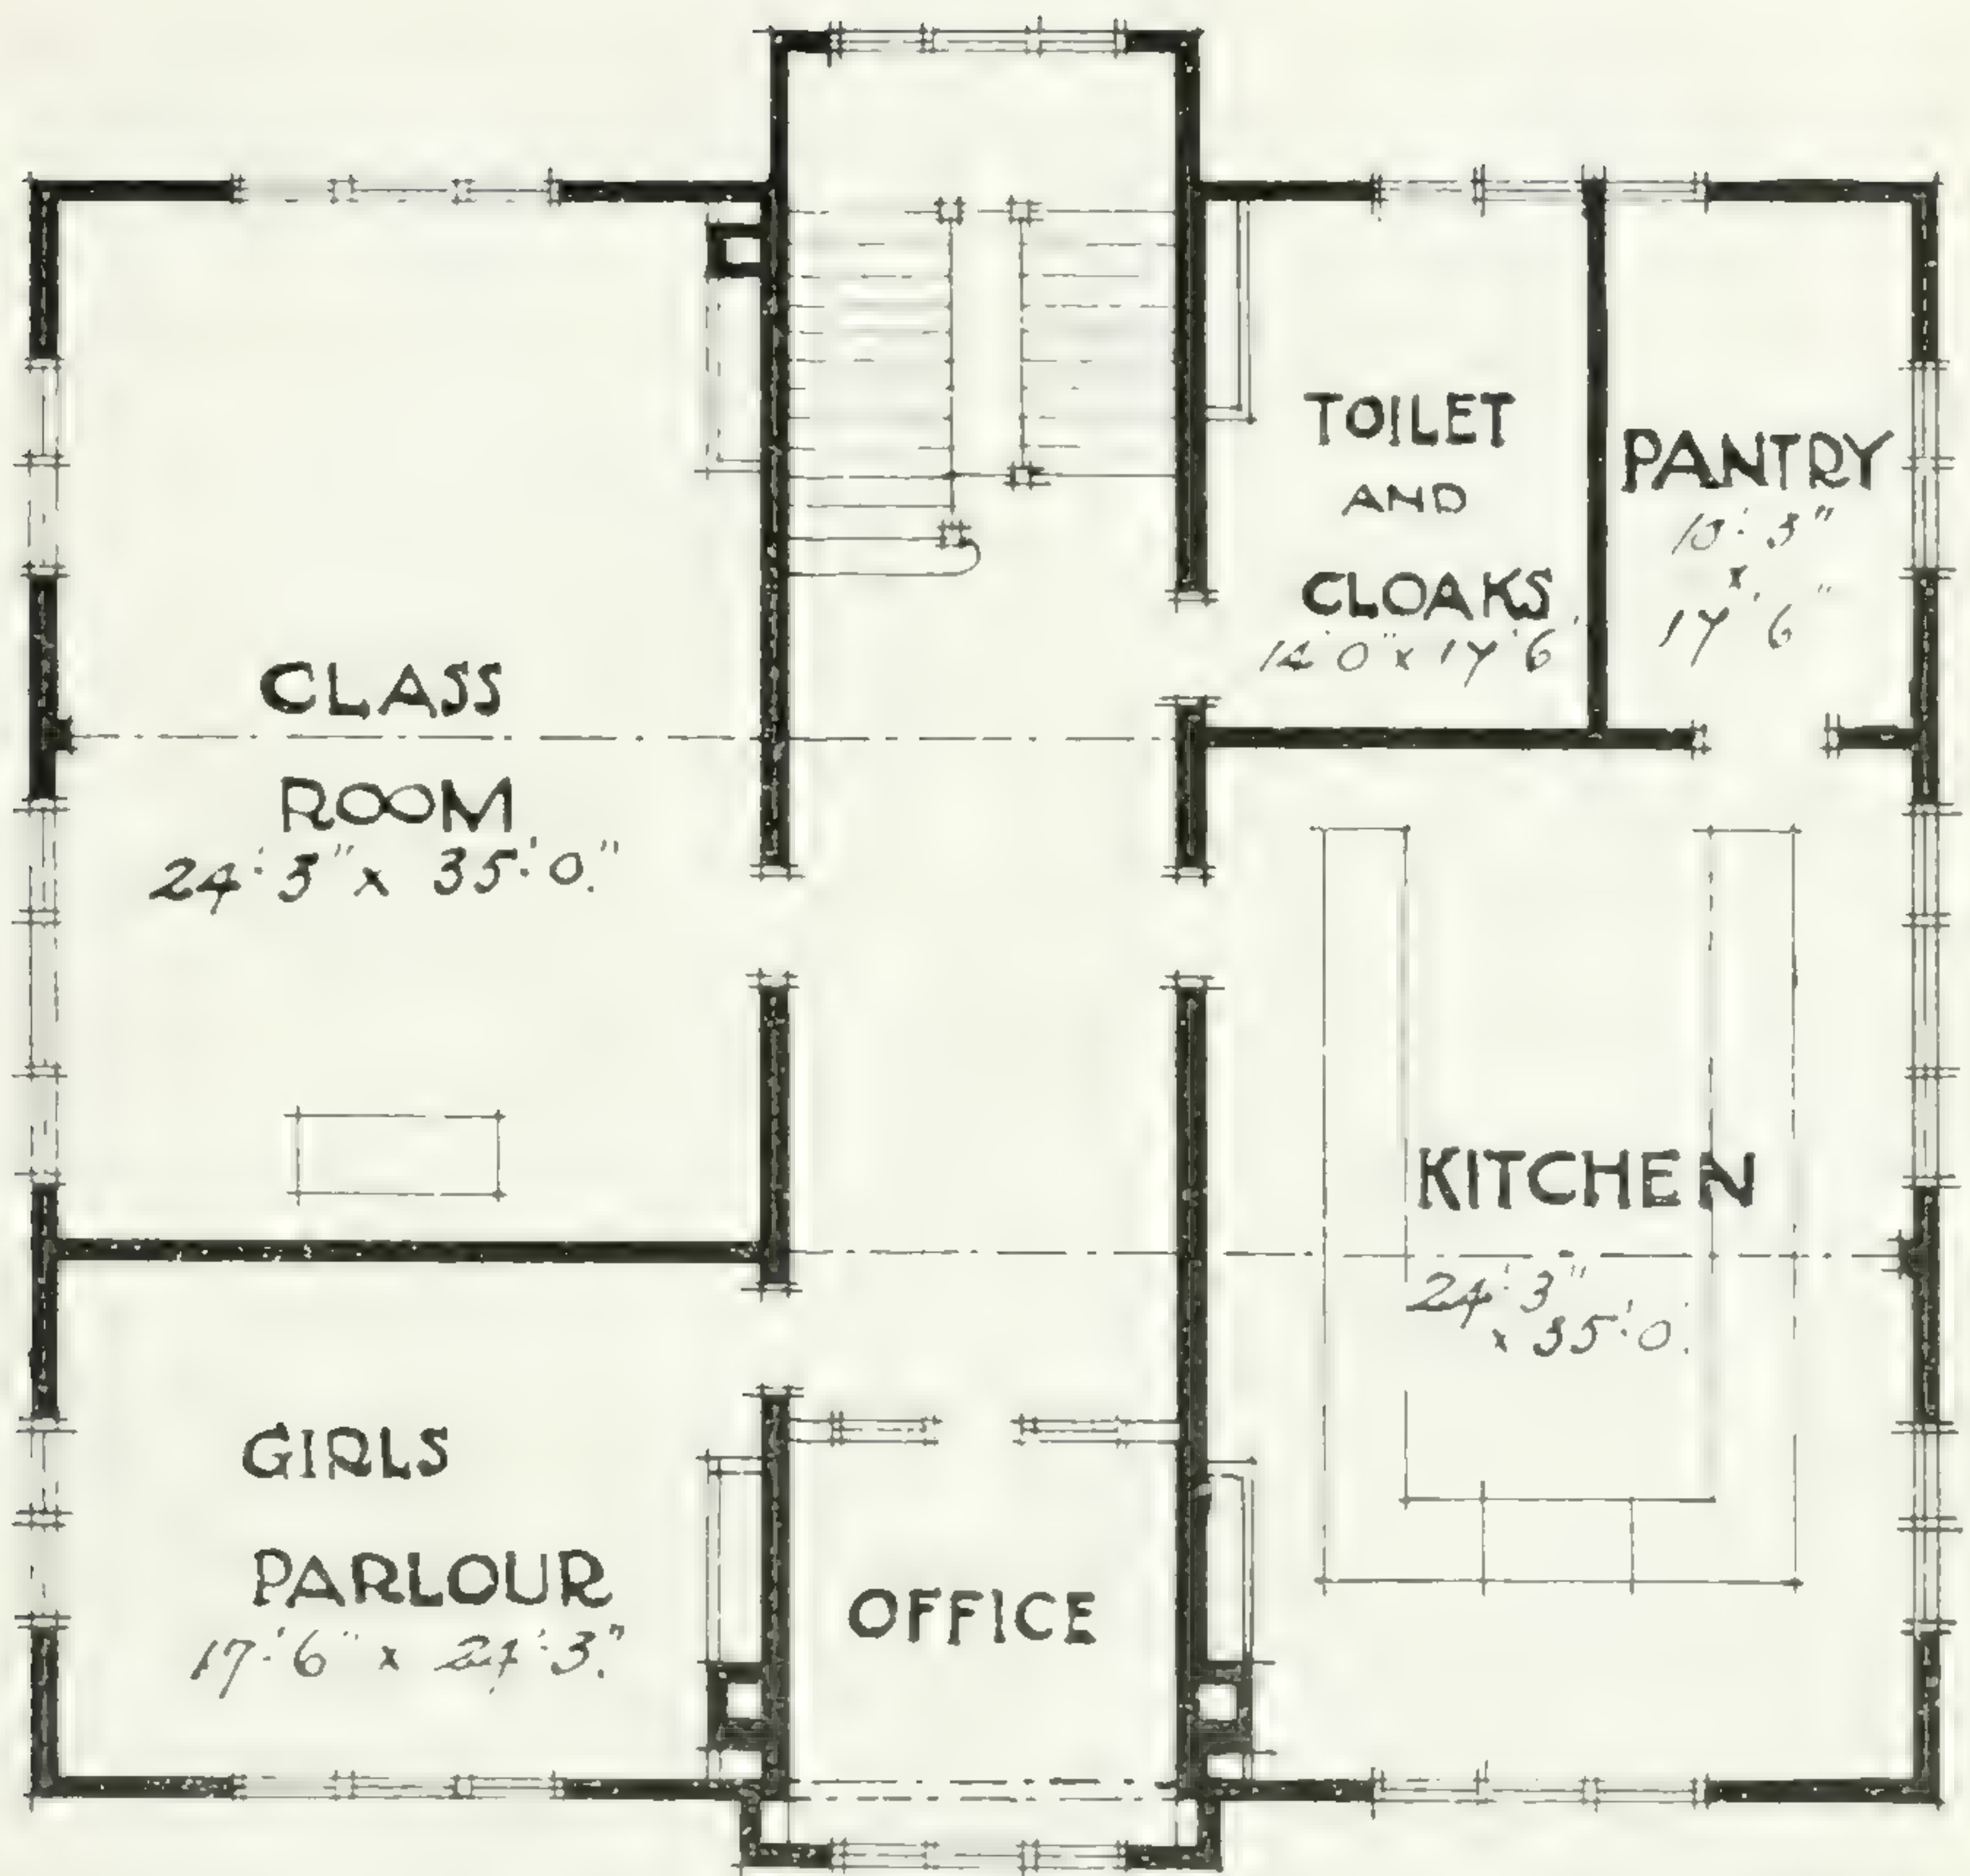 TOILET
AND
CLOAKS
14'0" x 17'6"
PANTRY
10'.3"
x
17'6"
CLASS
ROOM
24'.3" x 35'.0"
KITCHEN
24'.3"
x 35'.0"
GIRLS
PARLOUR
17'.6" x 24'.3"
OFFICE